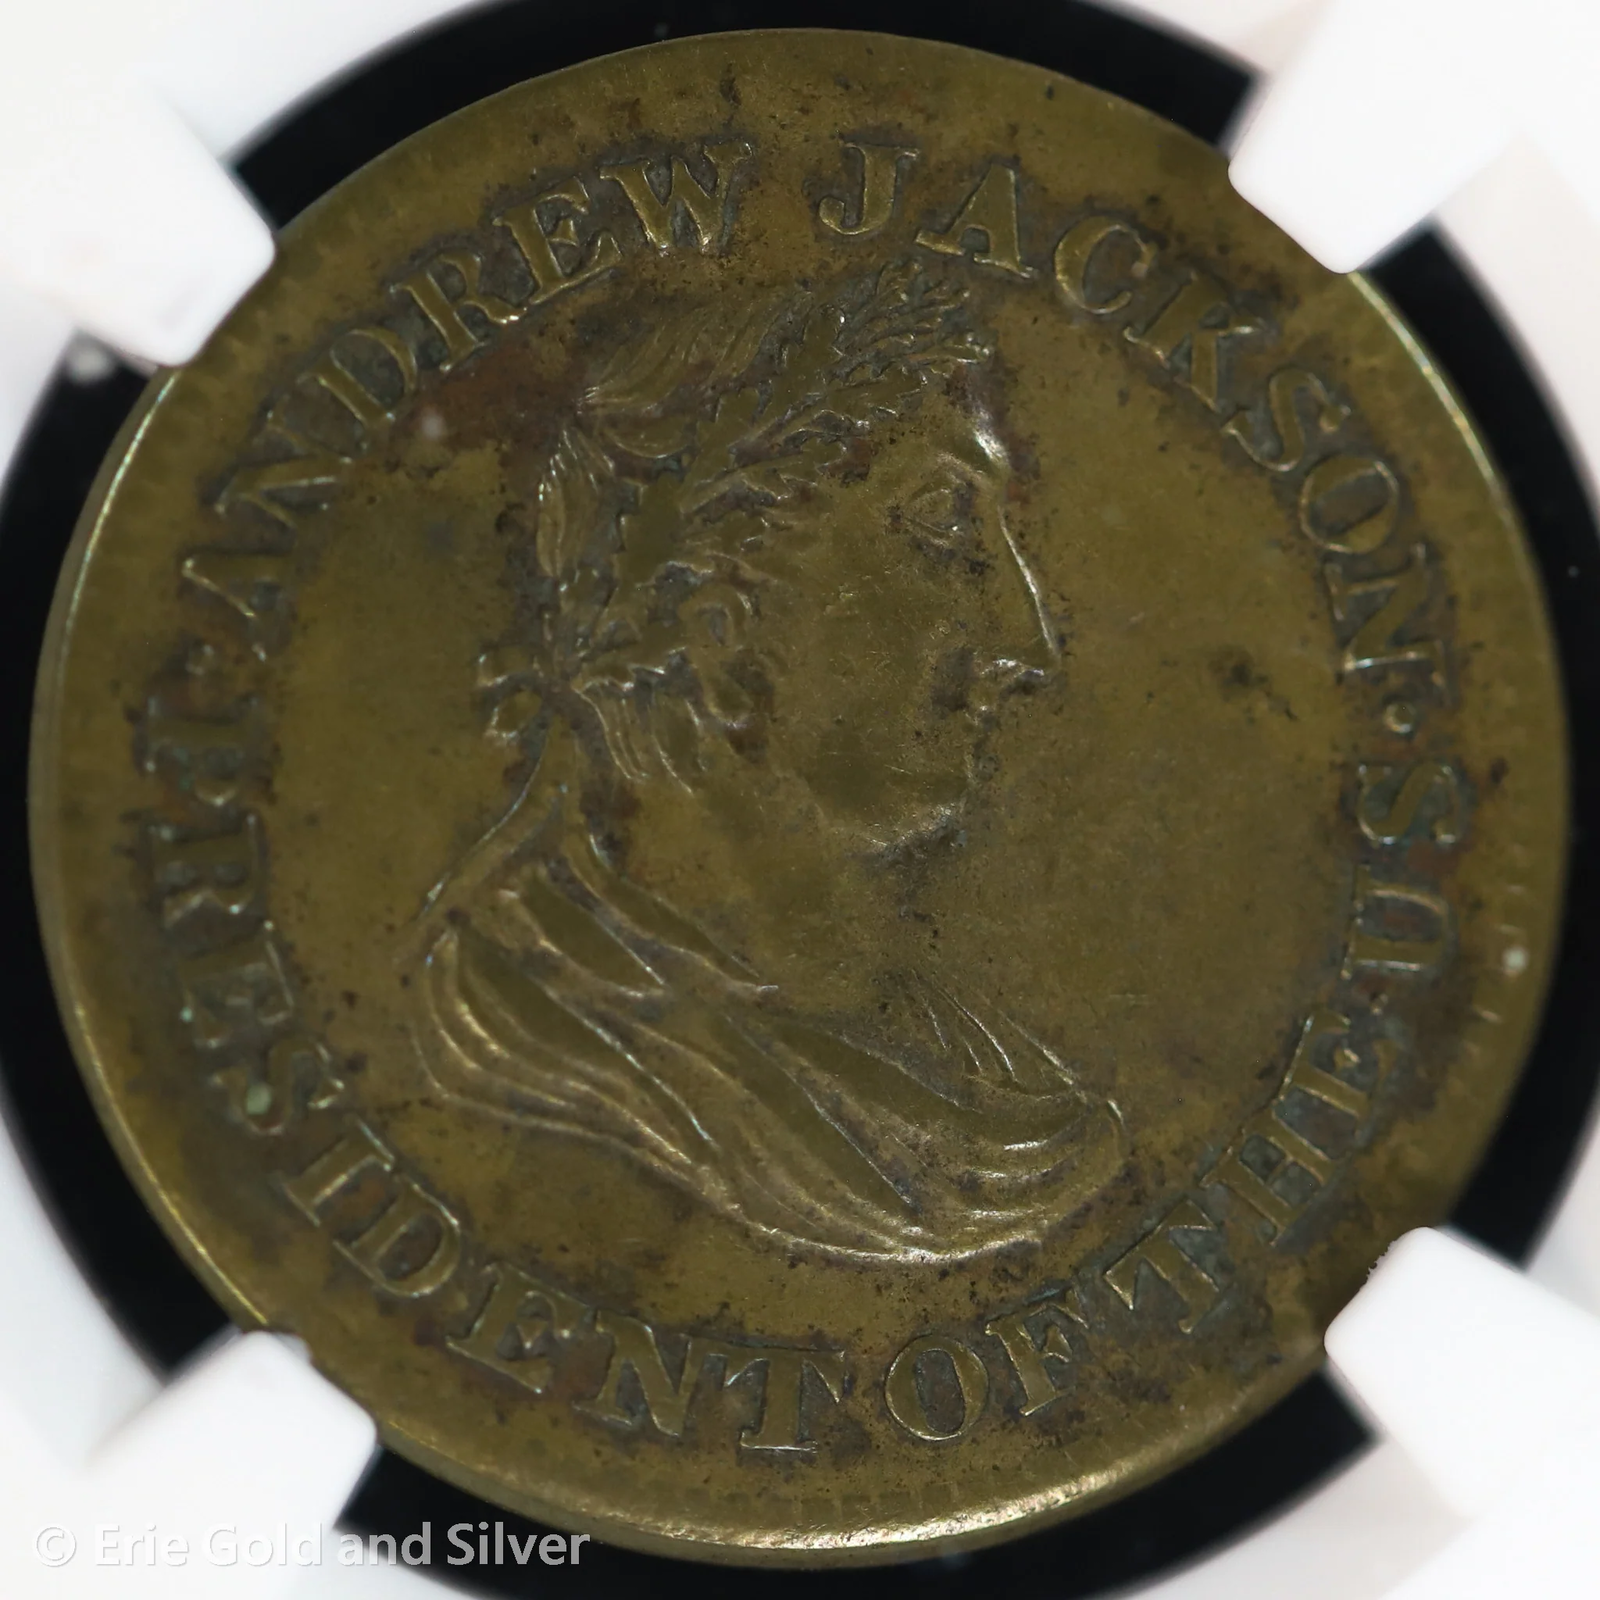 ·ANDREW JACKSON·
PRESIDENT OF THE U.S.
© Erie Gold and Silver